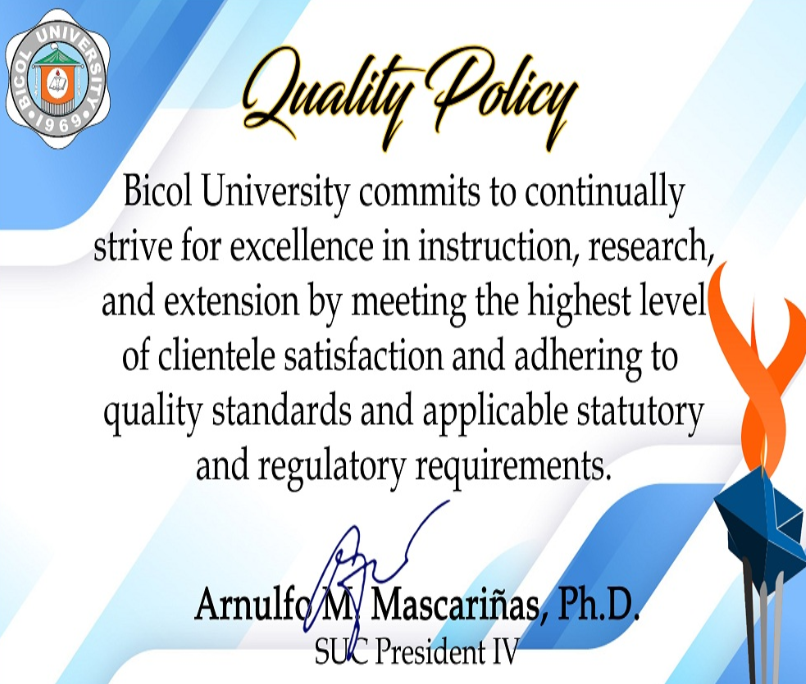 BICOL UNIVERSITY
1969
Quality Policy
Bicol University commits to continually
strive for excellence in instruction, research,
and extension by meeting the highest level
of clientele satisfaction and adhering to
quality standards and applicable statutory
and regulatory requirements.
Arnulfo M. Mascariñas, Ph.D.
SUC President IV